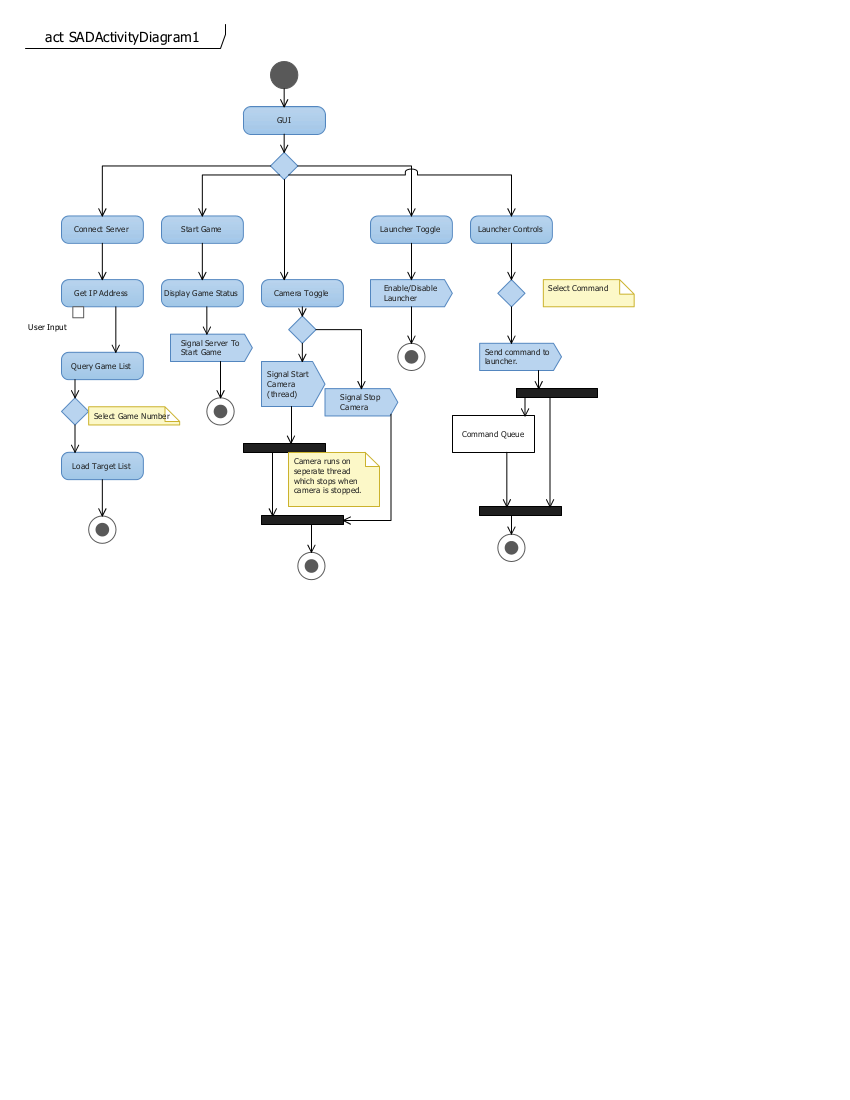 act SADActivityDiagram1
GUI
Connect Server
Start Game
Launcher Toggle
Launcher Controls
Get IP Address
Display Game Status
Camera Toggle
Enable/Disable
Launcher
Select Command
User Input
Signal Server To
Start Game
Query Game List
Signal Start
Camera
(thread)
Signal Stop
Camera
Send command to
launcher.
Select Game Number
Command Queue
Load Target List
Camera runs on
seperate thread
which stops when
camera is stopped.